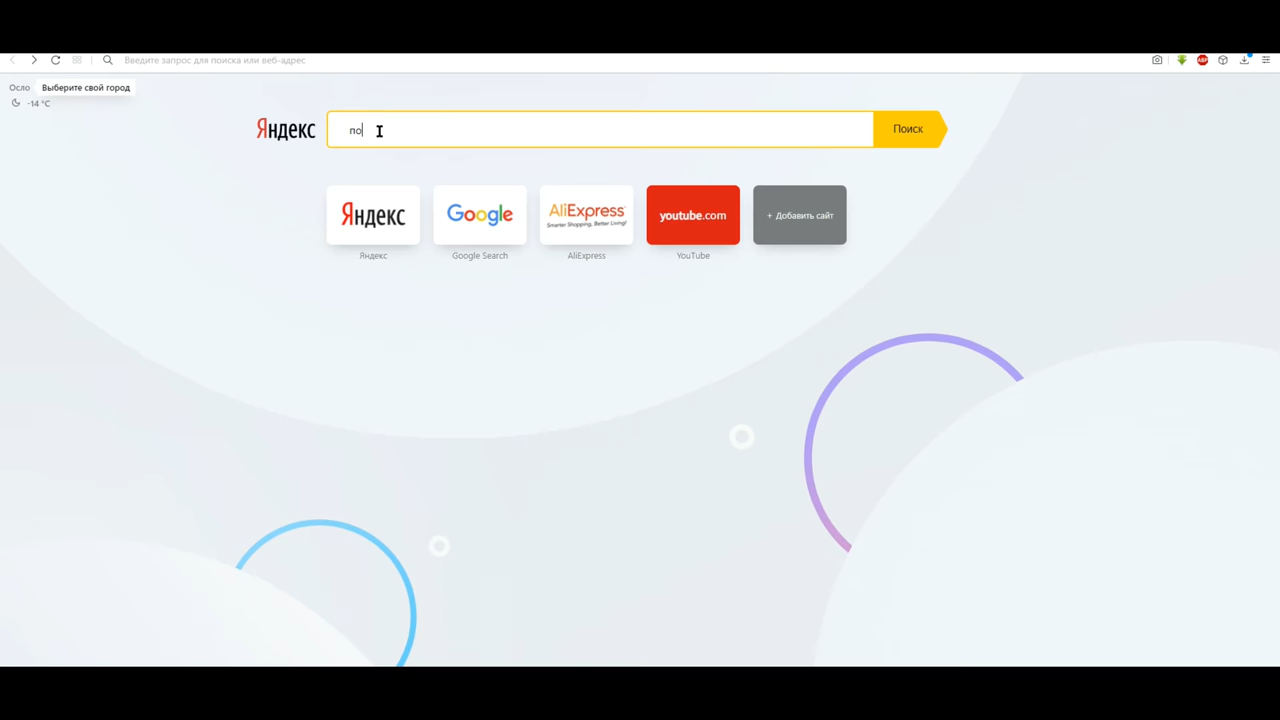 Введите запрос для поиска или веб-адрес
ABP
Осло
Выберите свой город
-14 °C
Яндекс
по
Поиск
Яндекс
Google
AliExpress
Smarter Shopping, Better Living!
youtube.com
+ Добавить сайт
Яндекс
Google Search
AliExpress
YouTube